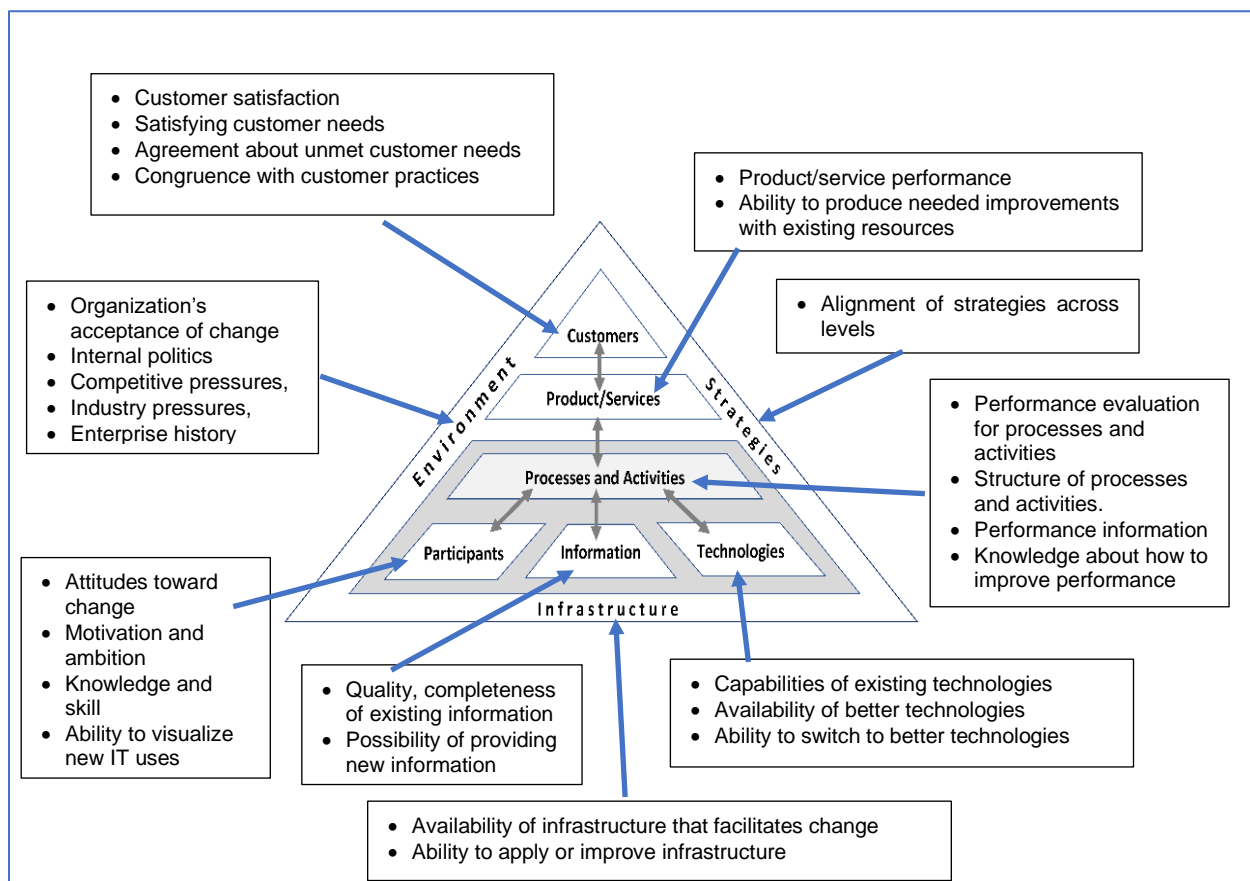 • Customer satisfaction
• Satisfying customer needs
• Agreement about unmet customer needs
• Congruence with customer practices
• Product/service performance
• Ability to produce needed improvements
with existing resources
• Organization’s
acceptance of change
• Internal politics
• Competitive pressures,
• Industry pressures,
• Enterprise history
• Alignment of strategies across
levels
Customers
Environment
Strategies
Product/Services
Processes and Activities
Participants
Information
Technologies
Infrastructure
• Performance evaluation
for processes and
activities
• Structure of processes
and activities.
• Performance information
• Knowledge about how to
improve performance
• Attitudes toward
change
• Motivation and
ambition
• Knowledge and
skill
• Ability to visualize
new IT uses
• Quality, completeness
of existing information
• Possibility of providing
new information
• Capabilities of existing technologies
• Availability of better technologies
• Ability to switch to better technologies
• Availability of infrastructure that facilitates change
• Ability to apply or improve infrastructure